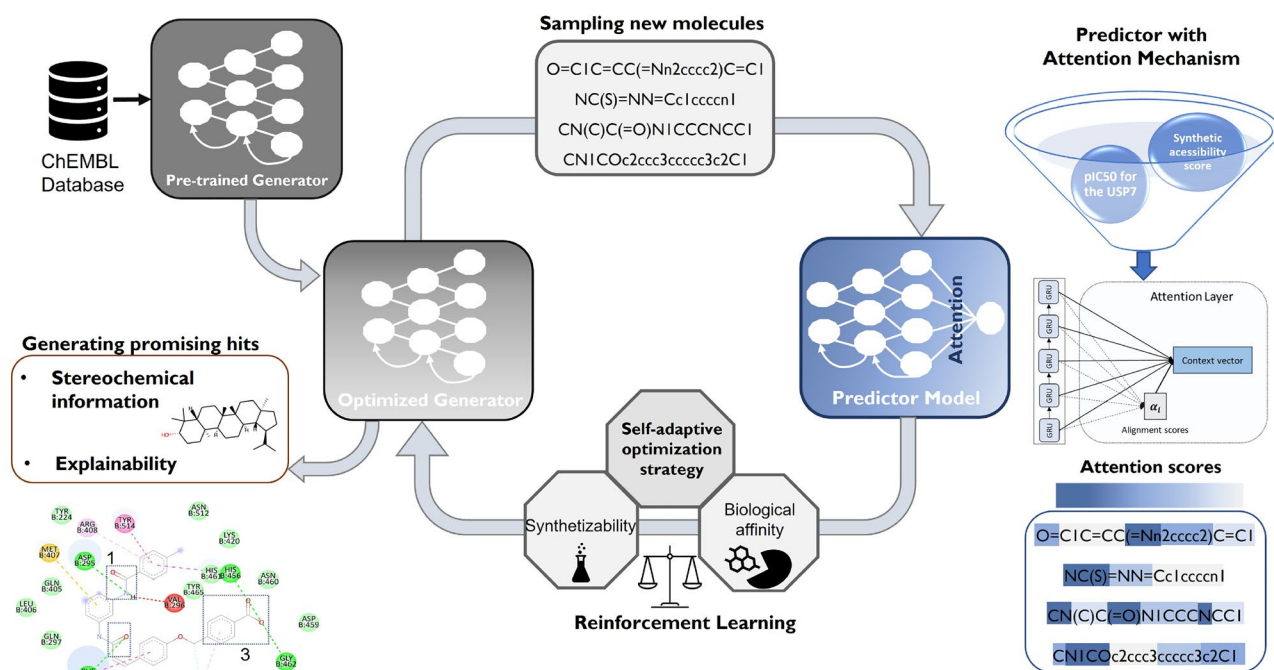 ChEMBL
Database
Pre-trained Generator
Sampling new molecules
O=C1C=CC(=Nn2cccc2)C=C1
NC(S)=NN=Cc1ccccn1
CN(C)C(=O)N1CCCNCC1
CN1COc2ccc3ccccc3c2C1
Predictor with
Attention Mechanism
Synthetic
acessibility
score
pIC50 for
the USP7
Optimized Generator
Attention
Predictor Model
GRU
GRU
GRU
GRU
GRU
Attention Layer
Context vector
αi
Alignment scores
Generating promising hits
• Stereochemical
information
HO
H
H
H
• Explainability
Self-adaptive
optimization
strategy
Synthetizability
Biological
affinity
Reinforcement Learning
Attention scores
O=C1C=CC(=Nn2cccc2)C=C1
NC(S)=NN=Cc1ccccn1
CN(C)C(=O)N1CCCNCC1
CN1COc2ccc3ccccc3c2C1
TYR
B:224
ARG
B:408
TYR
B:514
ASN
B:512
LYS
B:420
MET
B:407
ASP
B:295
1
HIS
B:461
HIS
B:456
ASN
B:460
GLN
B:405
TYR
B:465
VAL
B:296
LEU
B:406
ASP
B:459
GLN
B:297
3
GLY
B:462